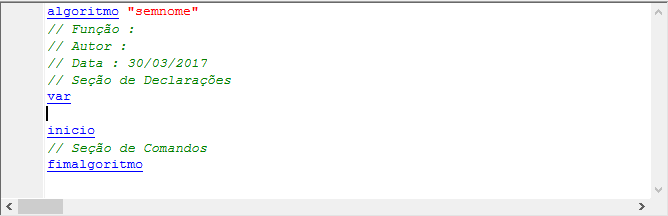 algoritmo "semnome"
// Função :
// Autor :
// Data : 30/03/2017
// Seção de Declarações
var
inicio
// Seção de Comandos
fimalgoritmo